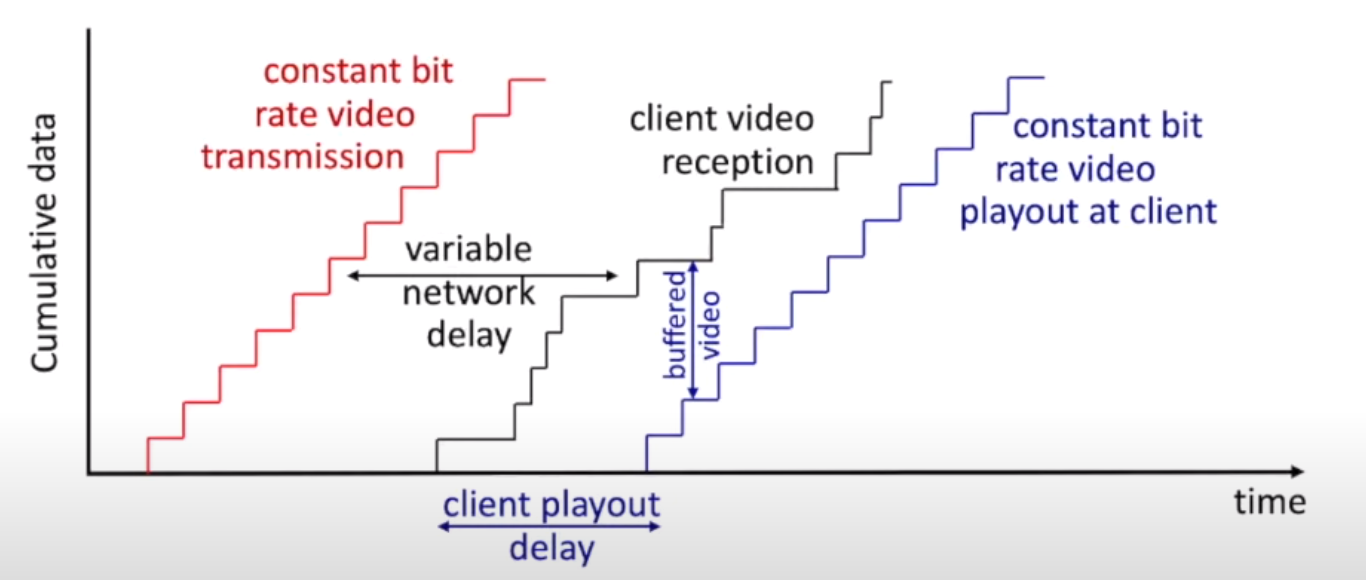 constant bit
rate video
transmission
client video
reception
constant bit
rate video
playout at client
variable
network
delay
buffered
video
Cumulative data
client playout
delay
time